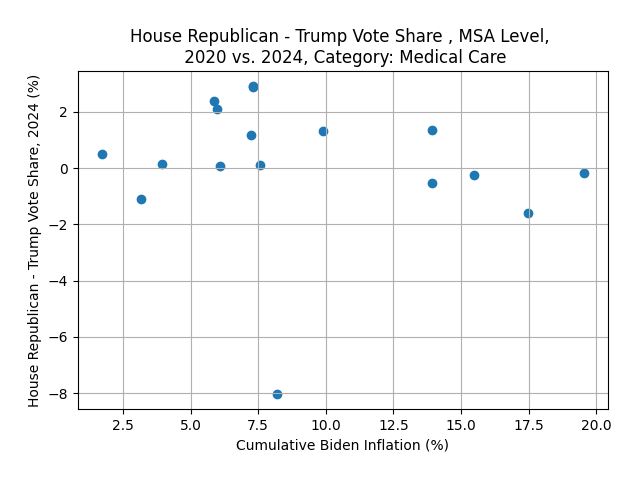 House Republican - Trump Vote Share , MSA Level,
2020 vs. 2024, Category: Medical Care
House Republican - Trump Vote Share, 2024 (%)
2
0
−2
−4
−6
−8
2.5 5.0 7.5 10.0 12.5 15.0 17.5 20.0
Cumulative Biden Inflation (%)